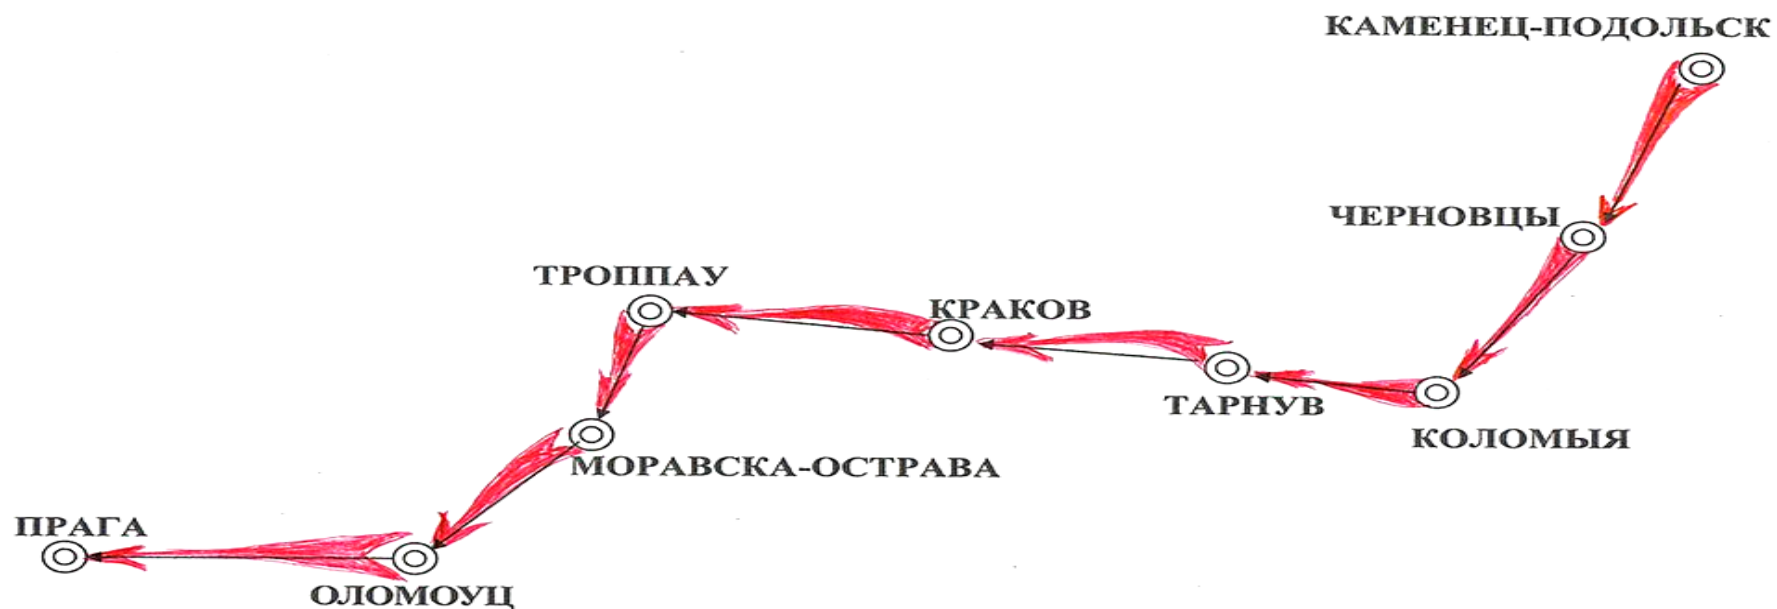 КАМЕНЕЦ-ПОДОЛЬСК
ЧЕРНОВЦЫ
ТРОППАУ
КРАКОВ
ТАРНУВ
КОЛОМЫЯ
МОРАВСКА-ОСТРАВА
ПРАГА
ОЛОМОУЦ